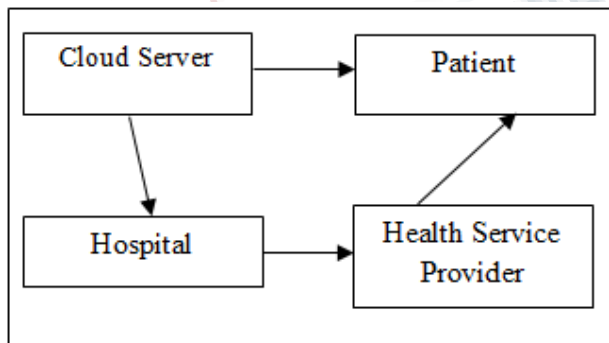 Cloud Server
Patient
Hospital
Health Service
Provider